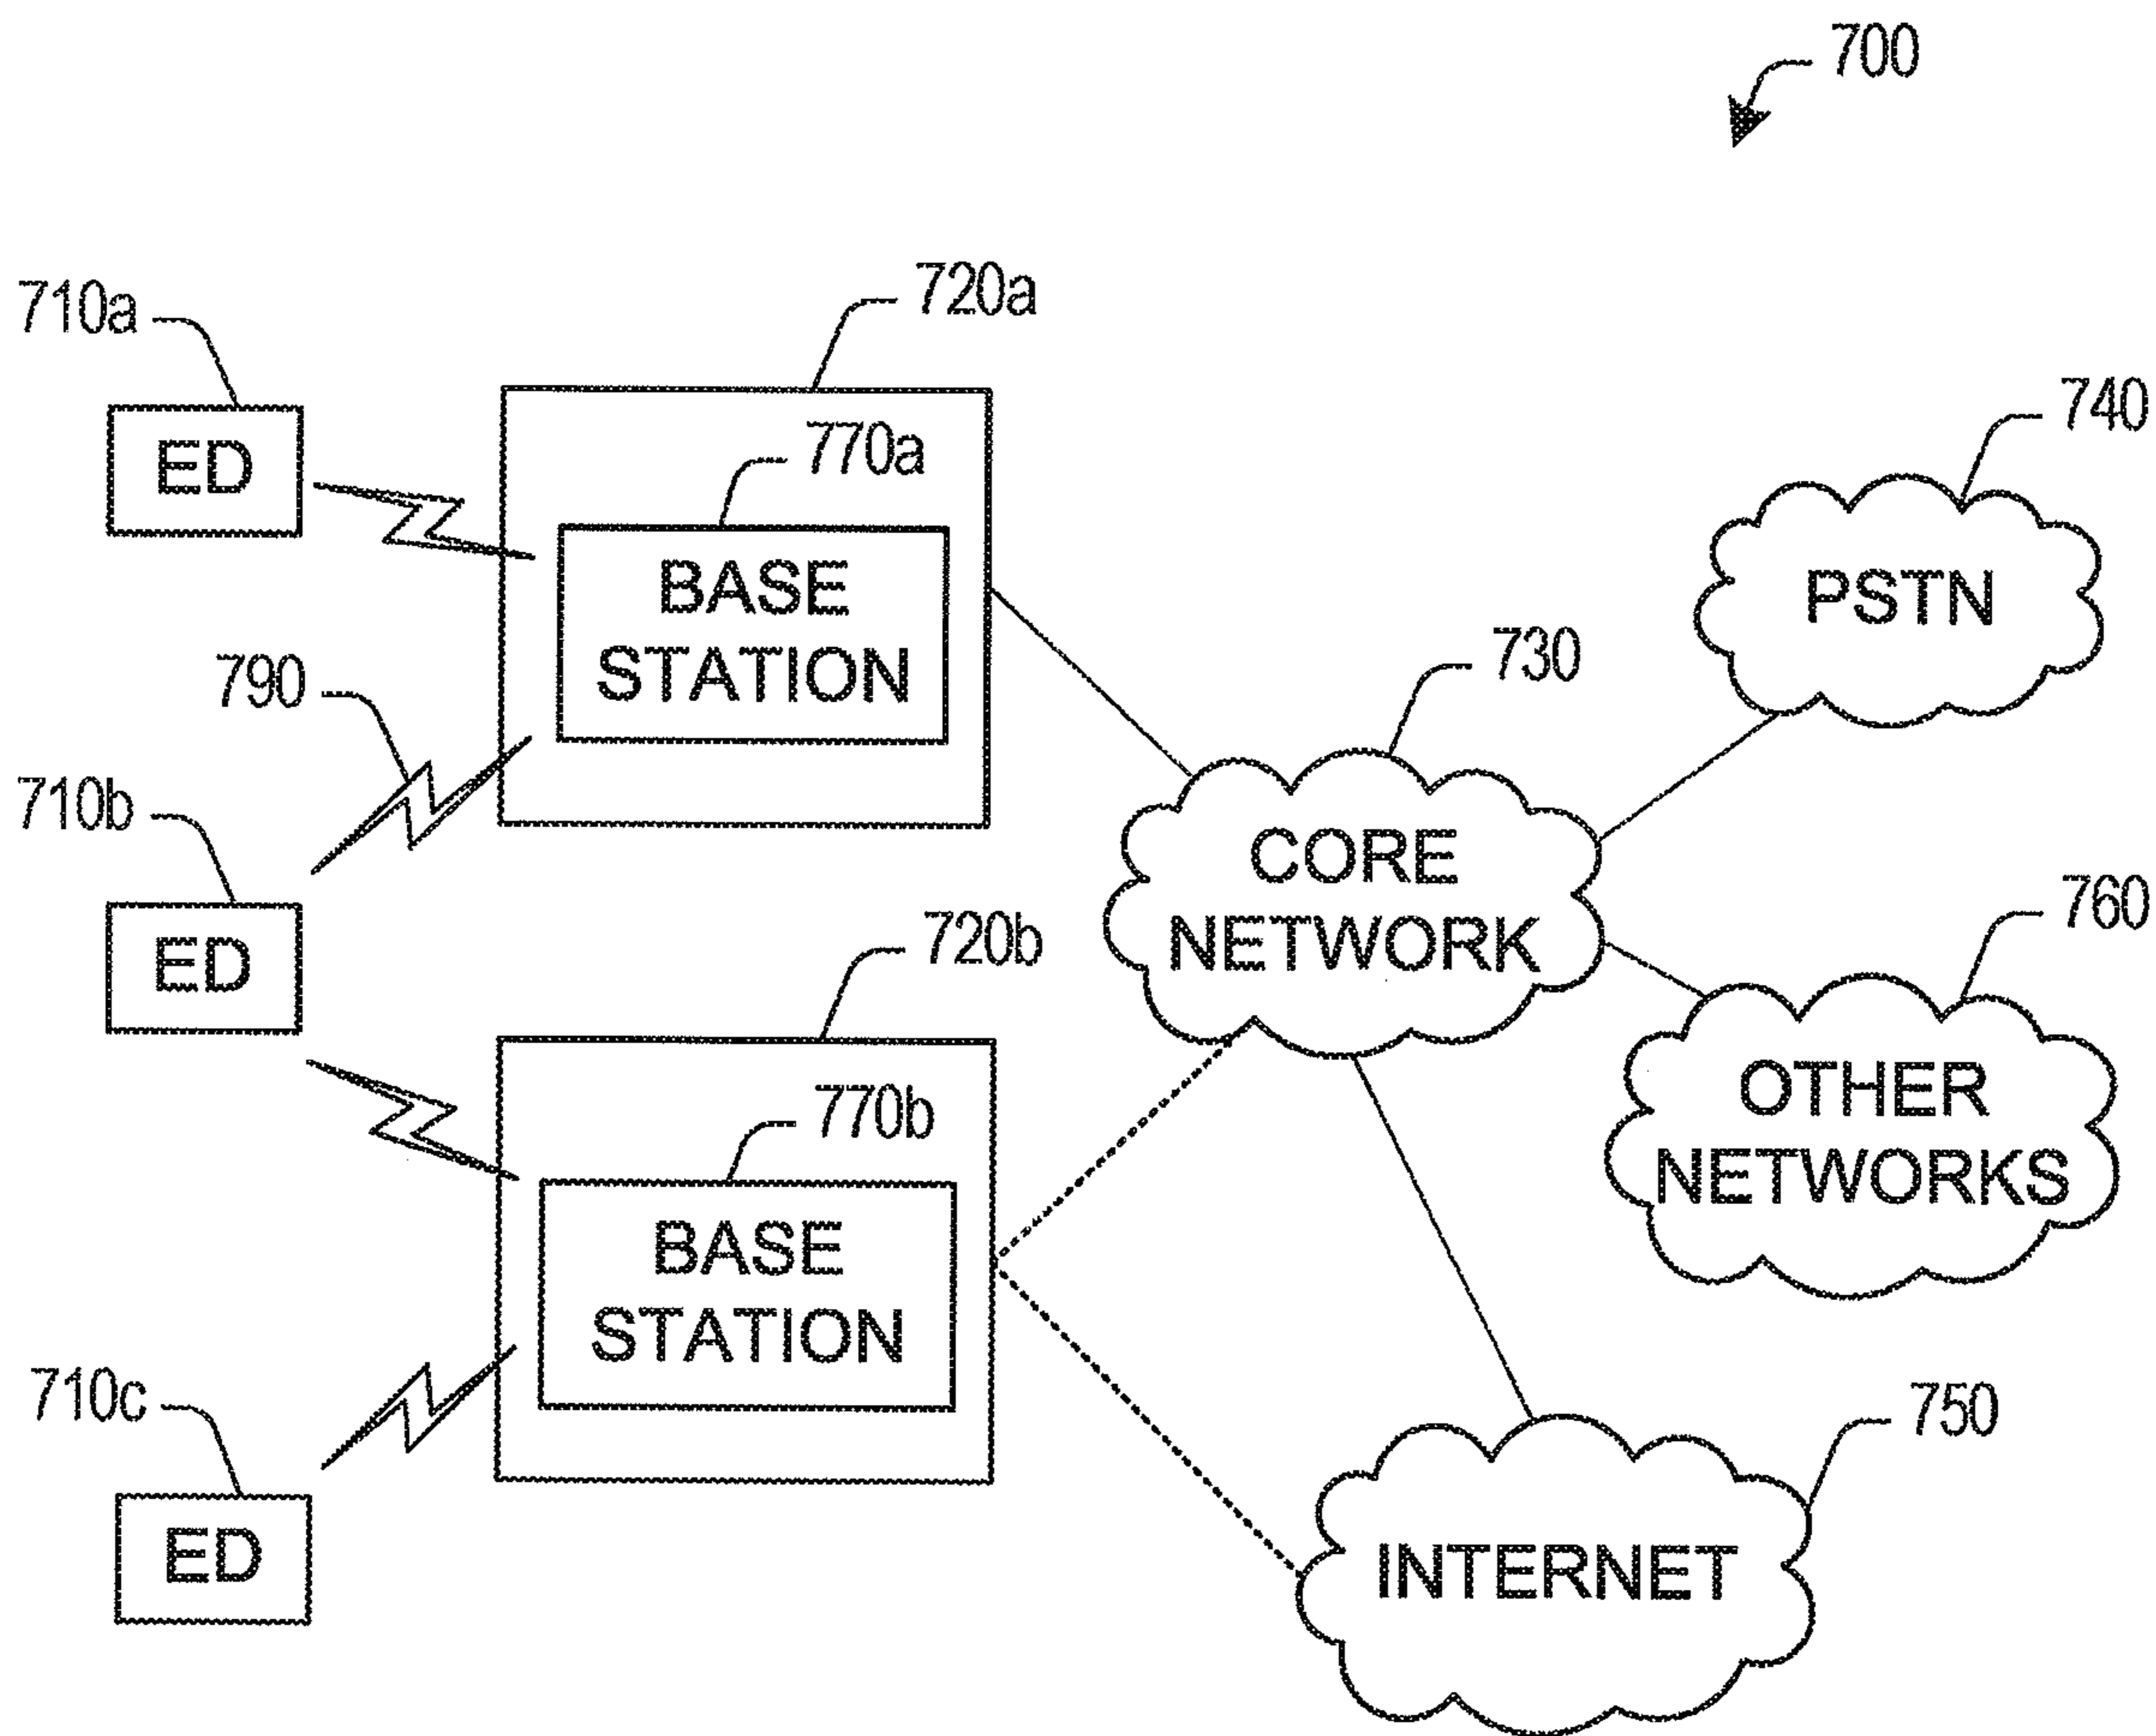 700
720a
710a
740
ED
770a
BASE
STATION
PSTN
730
790
710b
CORE
NETWORK
760
ED
720b
OTHER
NETWORKS
770b
BASE
STATION
710c
750
ED
INTERNET